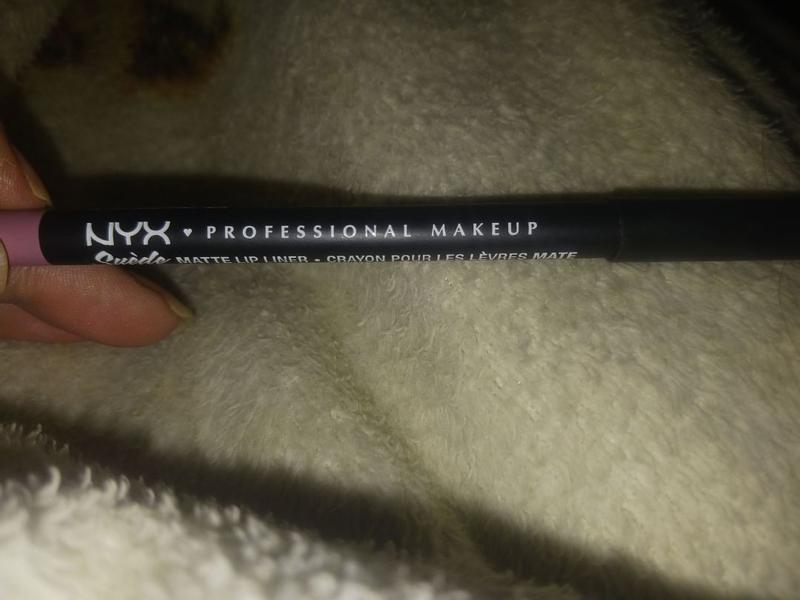 NYX ♥ PROFESSIONAL MAKEUP
Suède MATTE LIP LINER - CRAYON POUR LES LÈVRES MATE